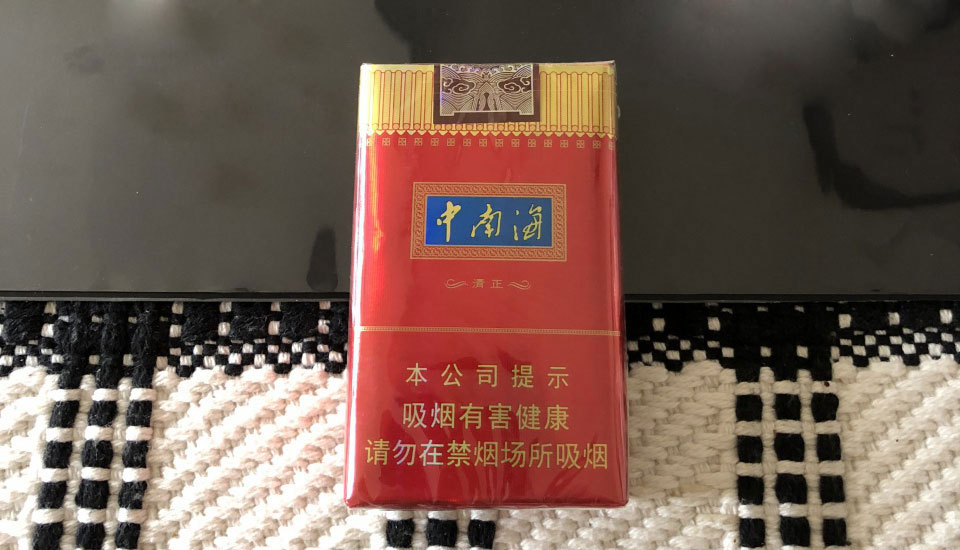 中南海
清正
本公司提示
吸烟有害健康
请勿在禁烟场所吸烟